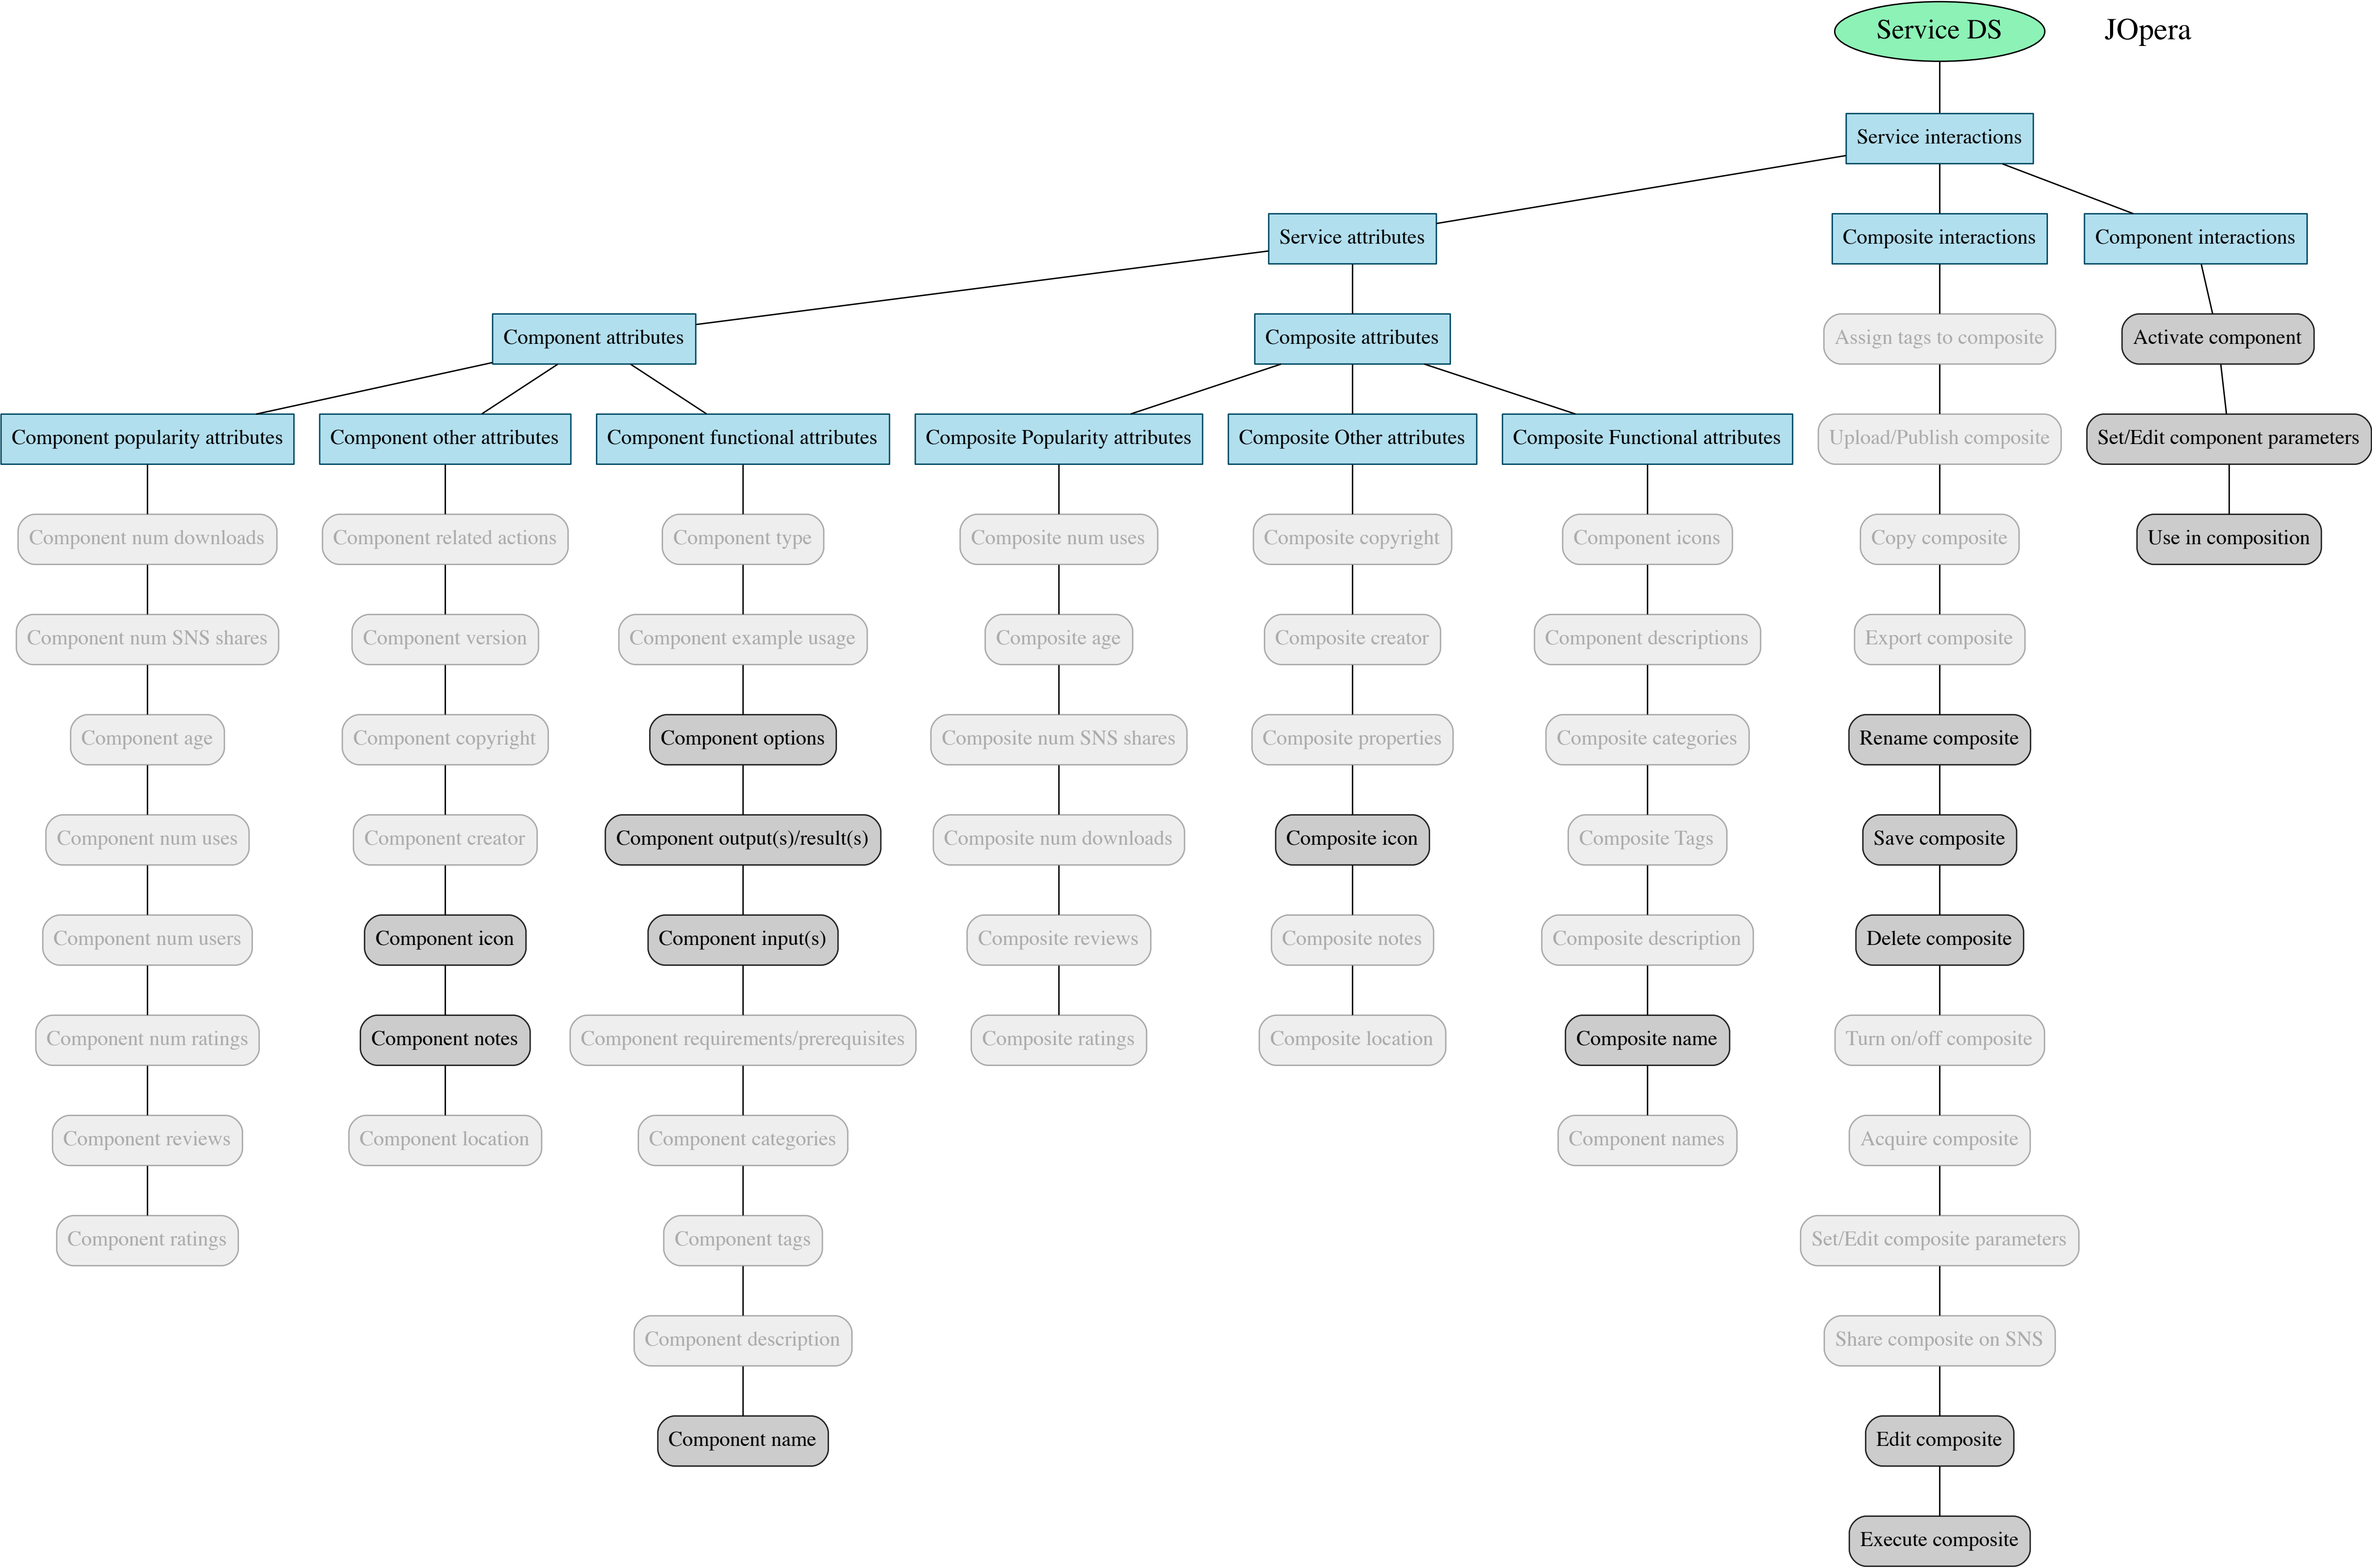 Service DS
JOpera
Service interactions
Service attributes
Composite interactions
Component interactions
Component attributes
Composite attributes
Assign tags to composite
Activate component
Component popularity attributes
Component other attributes
Component functional attributes
Composite Popularity attributes
Composite Other attributes
Composite Functional attributes
Upload/Publish composite
Set/Edit component parameters
Component num downloads
Component related actions
Component type
Composite num uses
Composite copyright
Component icons
Copy composite
Use in composition
Component num SNS shares
Component version
Component example usage
Composite age
Composite creator
Component descriptions
Export composite
Component age
Component copyright
Component options
Composite num SNS shares
Composite properties
Composite categories
Rename composite
Component num uses
Component creator
Component output(s)/result(s)
Composite num downloads
Composite icon
Composite Tags
Save composite
Component num users
Component icon
Component input(s)
Composite reviews
Composite notes
Composite description
Delete composite
Component num ratings
Component notes
Component requirements/prerequisites
Composite ratings
Composite location
Composite name
Turn on/off composite
Component reviews
Component location
Component categories
Component names
Acquire composite
Component ratings
Component tags
Set/Edit composite parameters
Component description
Share composite on SNS
Component name
Edit composite
Execute composite